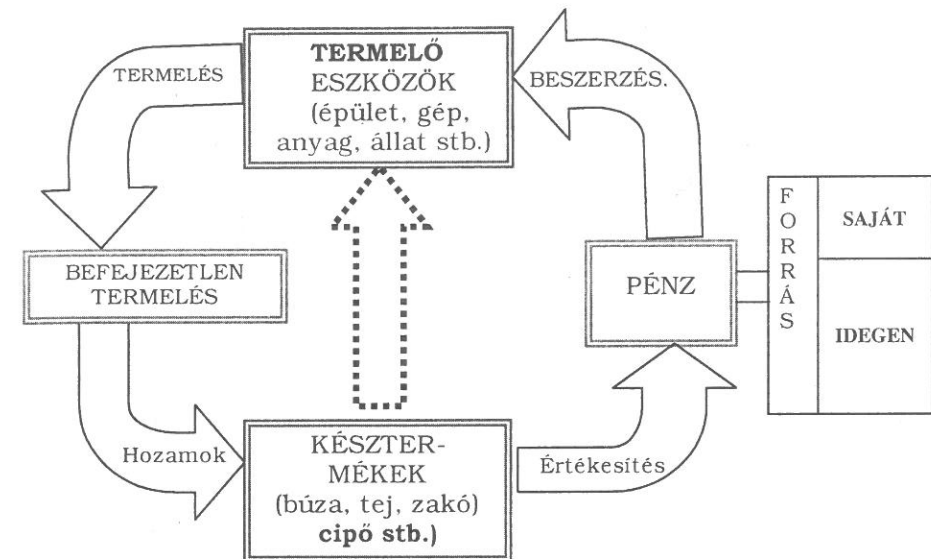 TERMELŐ
ESZKÖZÖK
(épület, gép,
anyag, állat stb.)
TERMELÉS
BESZERZÉS.
BEFEJEZETLEN
TERMELÉS
PÉNZ
F
O
R
R
Á
S
SAJÁT
IDEGEN
Hozamok
KÉSZTER-
MÉKEK
(búza, tej, zakó)
cipő stb.)
Értékesítés